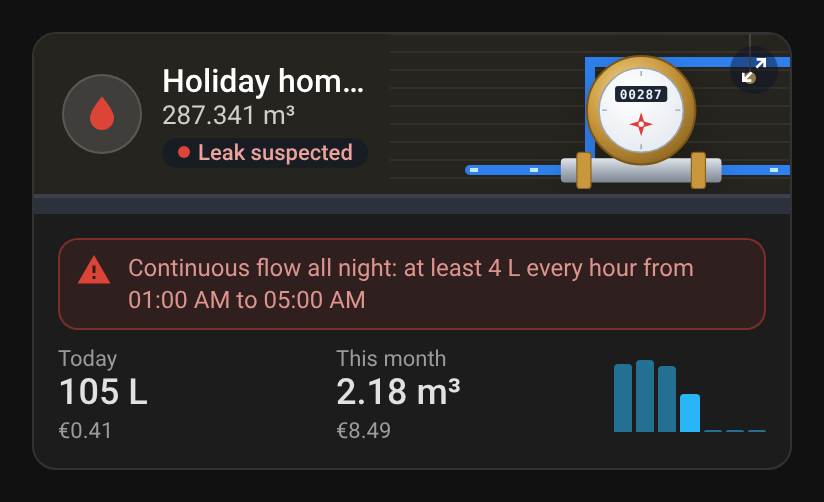 Holiday hom...
287.341 m³
Leak suspected
00287
Continuous flow all night: at least 4 L every hour from
01:00 AM to 05:00 AM
Today
105 L
€0.41
This month
2.18 m³
€8.49